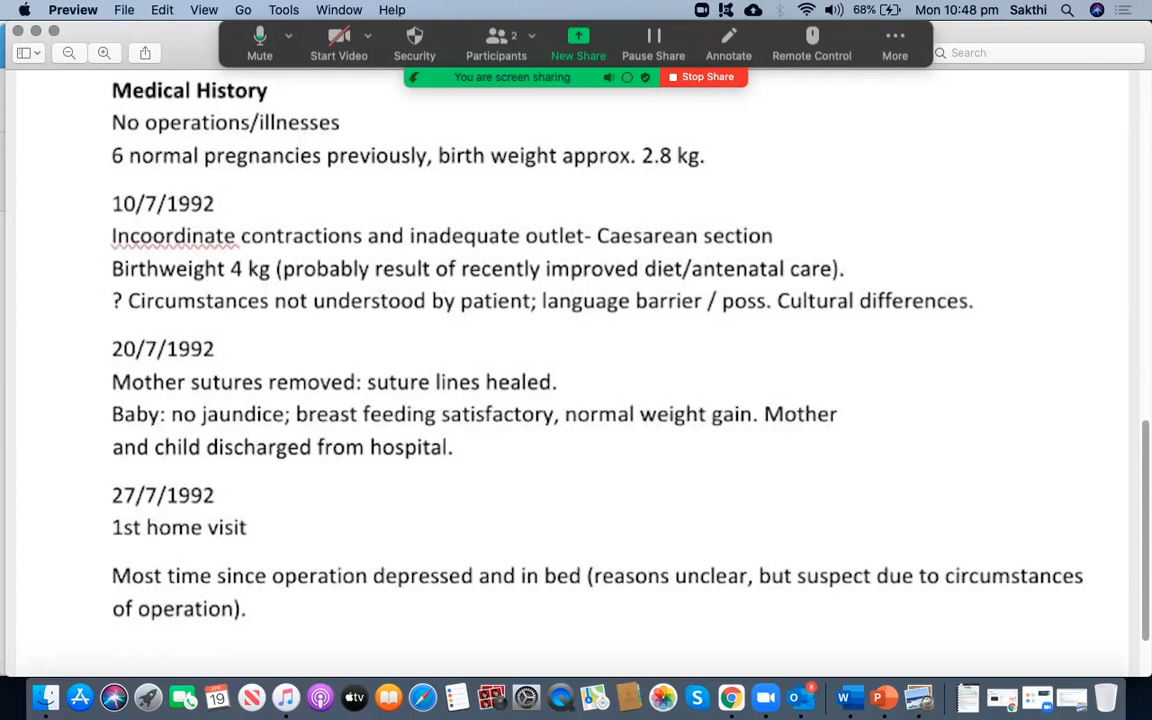 Preview File Edit View Go Tools Window Help 68% Mon 10:48 pm Sakthi
Mute Start Video Security Participants 2 New Share Pause Share Annotate Remote Control More
Search
You are screen sharing Stop Share
Medical History
No operations/illnesses
6 normal pregnancies previously, birth weight approx. 2.8 kg.
10/7/1992
Incoordinate contractions and inadequate outlet- Caesarean section
Birthweight 4 kg (probably result of recently improved diet/antenatal care).
? Circumstances not understood by patient; language barrier / poss. Cultural differences.
20/7/1992
Mother sutures removed: suture lines healed.
Baby: no jaundice; breast feeding satisfactory, normal weight gain. Mother
and child discharged from hospital.
27/7/1992
1st home visit
Most time since operation depressed and in bed (reasons unclear, but suspect due to circumstances
of operation).
19
tv